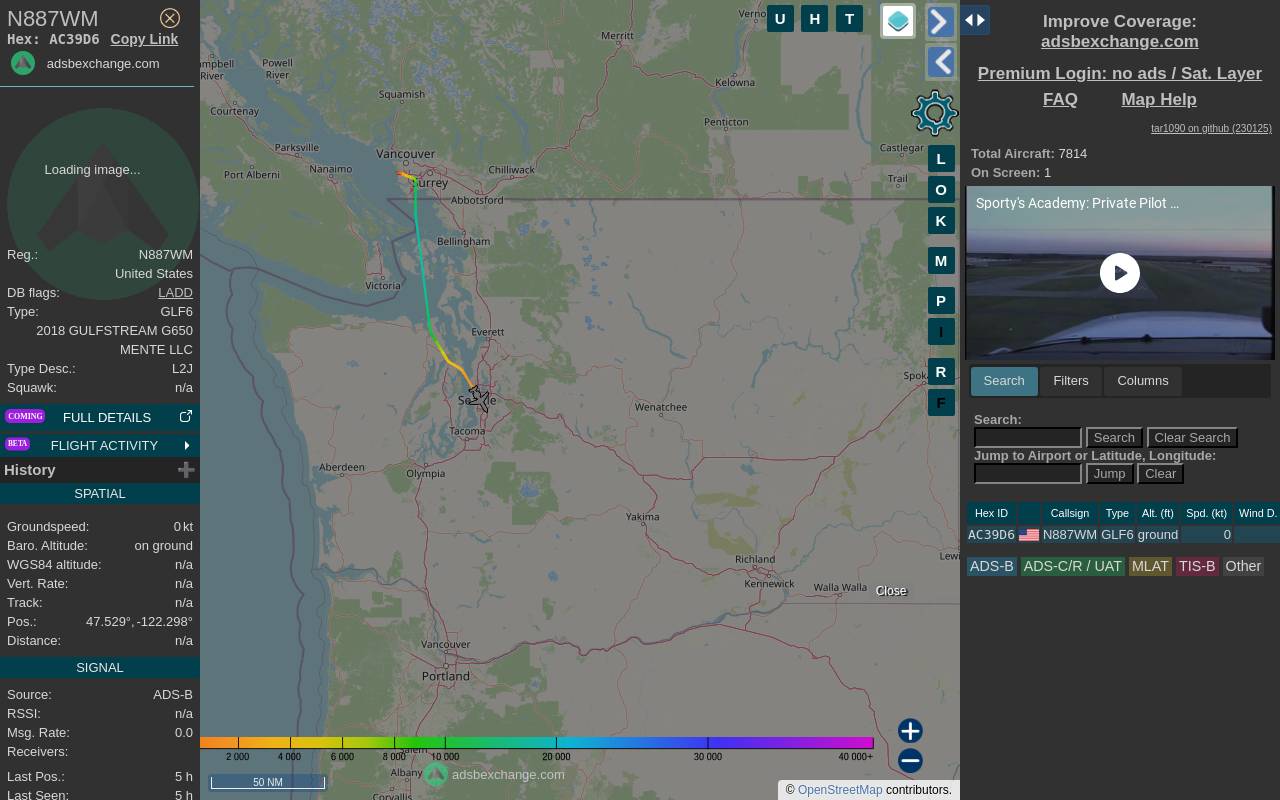 N887WM
Hex: AC39D6 Copy Link
adsbexchange.com
Loading image...
Reg.: N887WM
United States
DB flags: LADD
Type: GLF6
2018 GULFSTREAM G650
MENTE LLC
Type Desc.: L2J
Squawk: n/a
COMING FULL DETAILS
BETA FLIGHT ACTIVITY
History
SPATIAL
Groundspeed: 0 kt
Baro. Altitude: on ground
WGS84 altitude: n/a
Vert. Rate: n/a
Track: n/a
Pos.: 47.529°, -122.298°
Distance: n/a
SIGNAL
Source: ADS-B
RSSI: n/a
Msg. Rate: 0.0
Receivers:
Last Pos.: 5 h
Last Seen: 5 h
U H T
L
O
K
M
P
I
R
F
Merritt
Powell
River
River
Squamish
Kelowna
Courtenay
Penticton
Parksville
Vancouver
Castlegar
Nanaimo
Chilliwack
Port Alberni
Trail
Abbotsford
Bellingham
Victoria
Everett
Wenatchee
Tacoma
Aberdeen
Olympia
Yakima
Richland
Kennewick
Walla Walla
Close
Vancouver
Portland
2 000 4 000 6 000 8 000 10 000 20 000 30 000 40 000+
Albany
adsbexchange.com
50 NM
Corvallis
© OpenStreetMap contributors.
Improve Coverage:
adsbexchange.com
Premium Login: no ads / Sat. Layer
FAQ Map Help
tar1090 on github (230125)
Total Aircraft: 7814
On Screen: 1
Sporty's Academy: Private Pilot ...
Search Filters Columns
Search:
Search Clear Search
Jump to Airport or Latitude, Longitude:
Jump Clear
Hex ID Callsign Type Alt. (ft) Spd. (kt) Wind D.
AC39D6 N887WM GLF6 ground 0
ADS-B ADS-C/R / UAT MLAT TIS-B Other